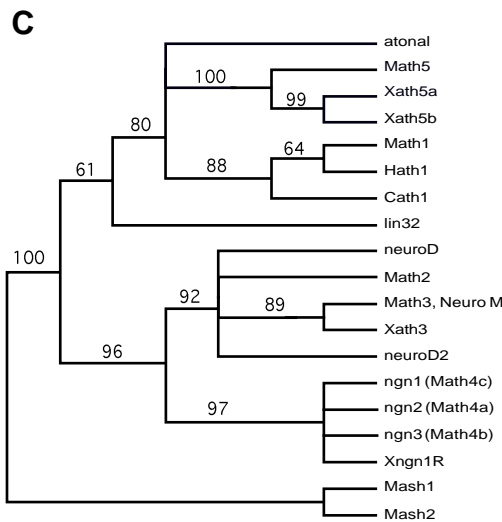 C
atonal
100
Math5
99
Xath5a
Xath5b
80
64
Math1
88
Hath1
61
Cath1
lin32
100
neuroD
Math2
92
89
Math3, Neuro M
Xath3
96
neuroD2
ngn1 (Math4c)
97
ngn2 (Math4a)
ngn3 (Math4b)
Xngn1R
Mash1
Mash2